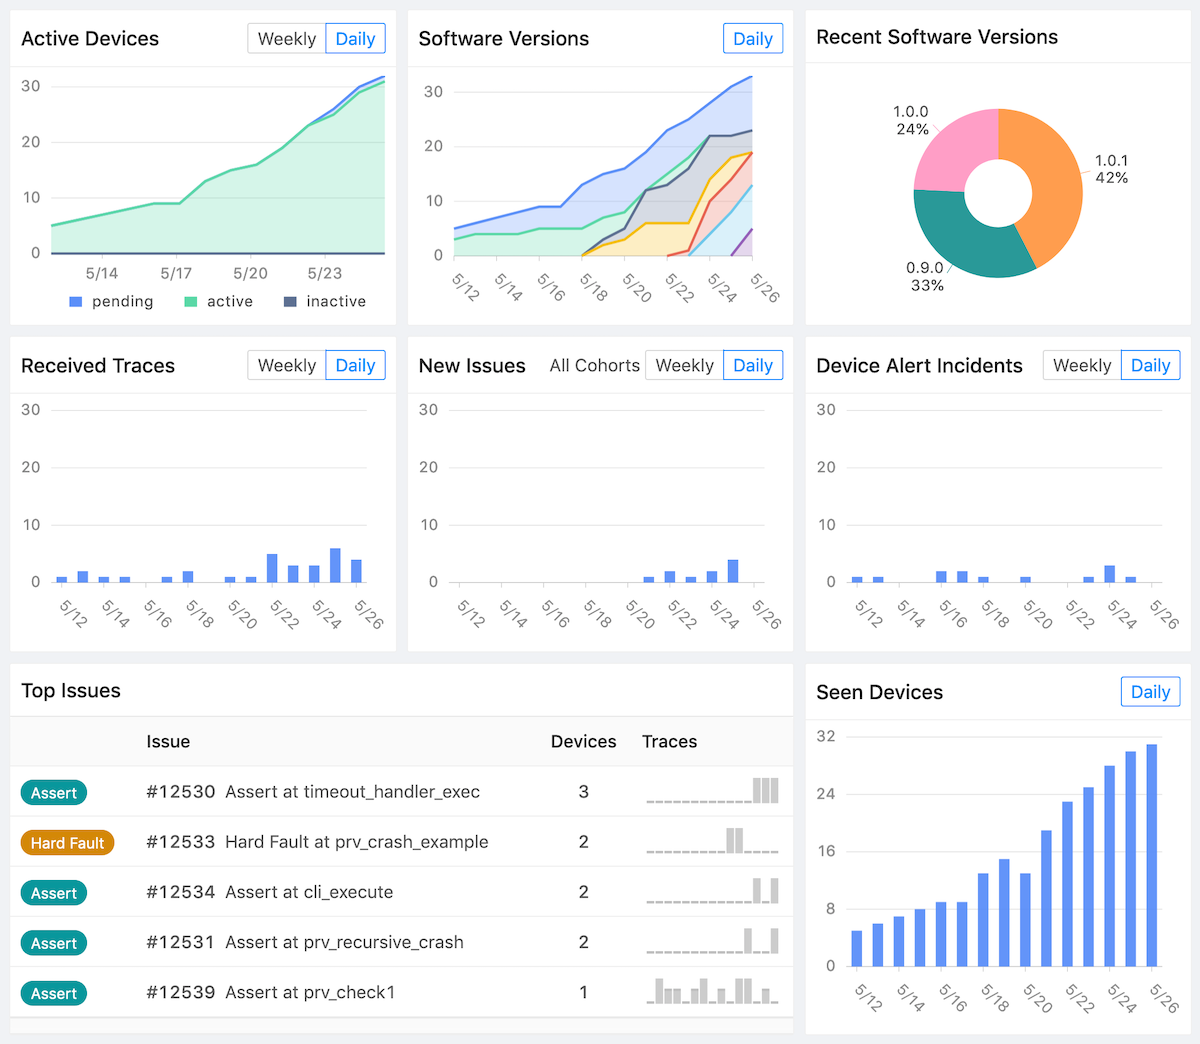 Active Devices Weekly Daily
30
20
10
0
5/14 5/17 5/20 5/23
pending active inactive
Software Versions Daily
30
20
10
0
5/12 5/14 5/16 5/18 5/20 5/22 5/24 5/26
Recent Software Versions
1.0.0
24%
1.0.1
42%
0.9.0
33%
Received Traces Weekly Daily
30
20
10
0
5/12 5/14 5/16 5/18 5/20 5/22 5/24 5/26
New Issues All Cohorts Weekly Daily
30
20
10
0
5/12 5/14 5/16 5/18 5/20 5/22 5/24 5/26
Device Alert Incidents Weekly Daily
30
20
10
0
5/12 5/14 5/16 5/18 5/20 5/22 5/24 5/26
Top Issues
Issue Devices Traces
Assert #12530 Assert at timeout_handler_exec 3
Hard Fault #12533 Hard Fault at prv_crash_example 2
Assert #12534 Assert at cli_execute 2
Assert #12531 Assert at prv_recursive_crash 2
Assert #12539 Assert at prv_check1 1
Seen Devices Daily
32
24
16
8
0
5/12 5/14 5/16 5/18 5/20 5/22 5/24 5/26